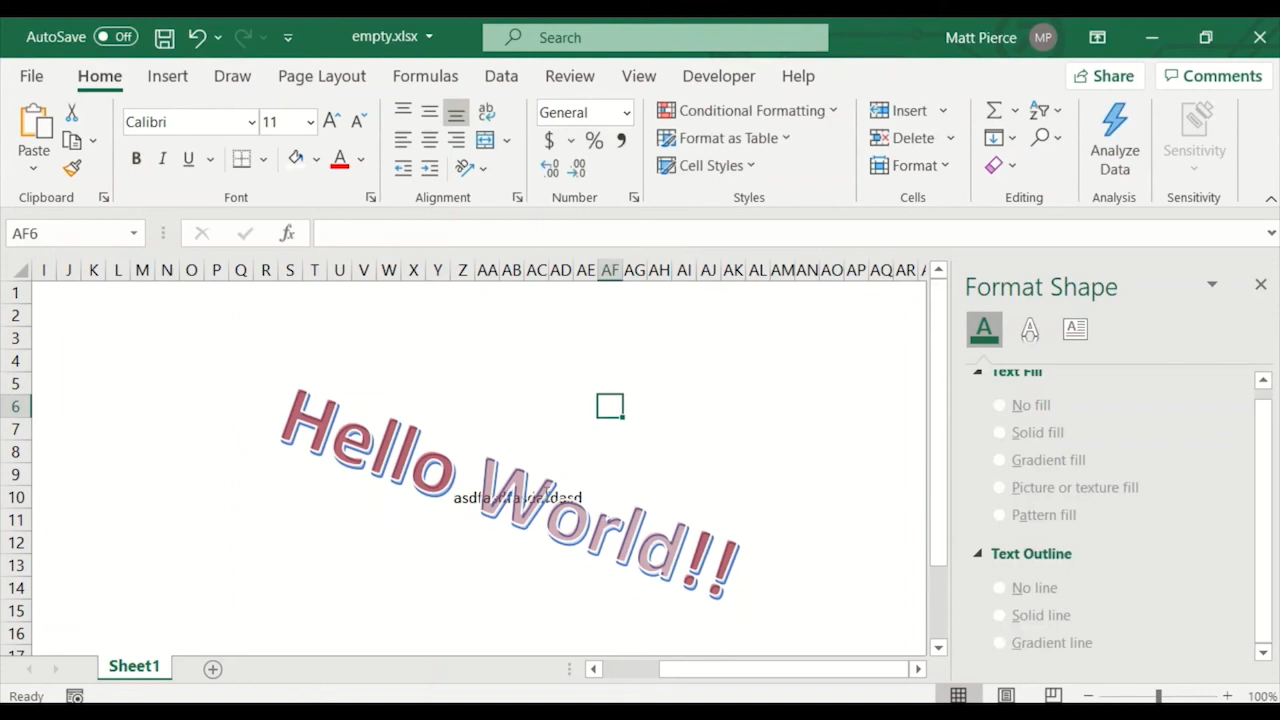 AutoSave Off empty.xlsx Search Matt Pierce MP
File Home Insert Draw Page Layout Formulas Data Review View Developer Help Share Comments
Paste
Calibri 11
B I U A
General
$ % ,
Conditional Formatting
Format as Table
Cell Styles
Insert
Delete
Format
Analyze
Data
Sensitivity
Clipboard Font Alignment Number Styles Cells Editing Analysis Sensitivity
AF6 fx
I J K L M N O P Q R S T U V W X Y Z AA AB AC AD AE AF AG AH AI AJ AK AL AM AN AO AP AQ AR
1
2
3
4
5
6
7
8
9
10
11
12
13
14
15
16
17
Hello World!!
Format Shape
Text Fill
No fill
Solid fill
Gradient fill
Picture or texture fill
Pattern fill
Text Outline
No line
Solid line
Gradient line
Sheet1
Ready 100%